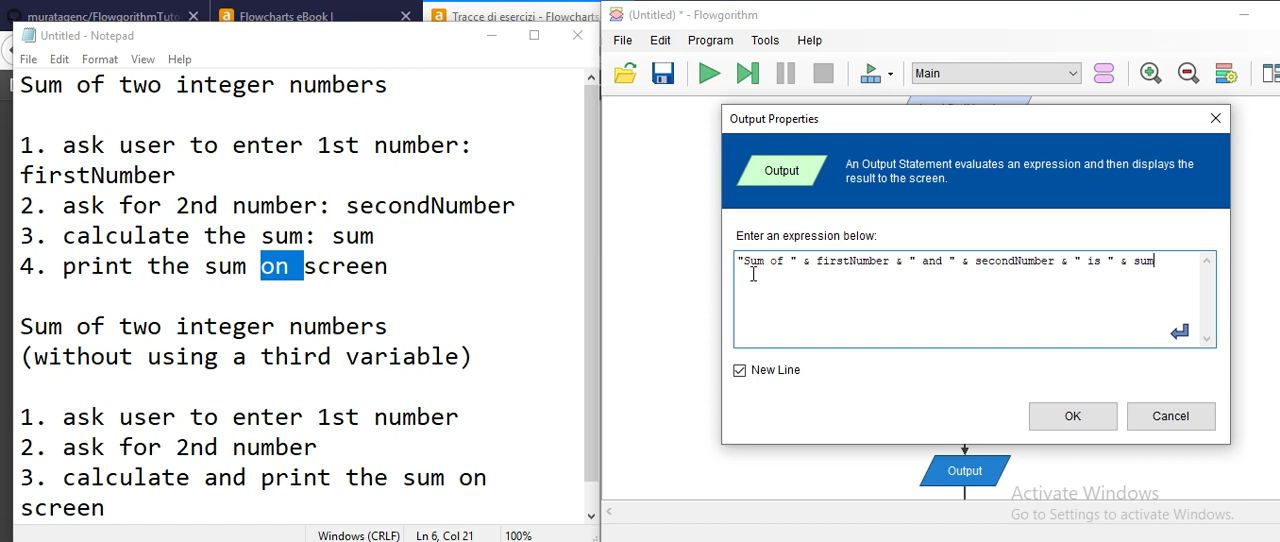 muratagenc/FlowgorithmTuto
Flowcharts eBook |
Tracce di esercizi - Flowcharts
Untitled - Notepad
File Edit Format View Help
Sum of two integer numbers
1. ask user to enter 1st number:
firstNumber
2. ask for 2nd number: secondNumber
3. calculate the sum: sum
4. print the sum on screen
Sum of two integer numbers
(without using a third variable)
1. ask user to enter 1st number
2. ask for 2nd number
3. calculate and print the sum on
screen
Windows (CRLF) Ln 6, Col 21 100%
(Untitled) * - Flowgorithm
File Edit Program Tools Help
Main
Output Properties
Output
An Output Statement evaluates an expression and then displays the
result to the screen.
Enter an expression below:
"Sum of " & firstNumber & " and " & secondNumber & " is " & sum
New Line
OK Cancel
Output
Activate Windows
Go to Settings to activate Windows.